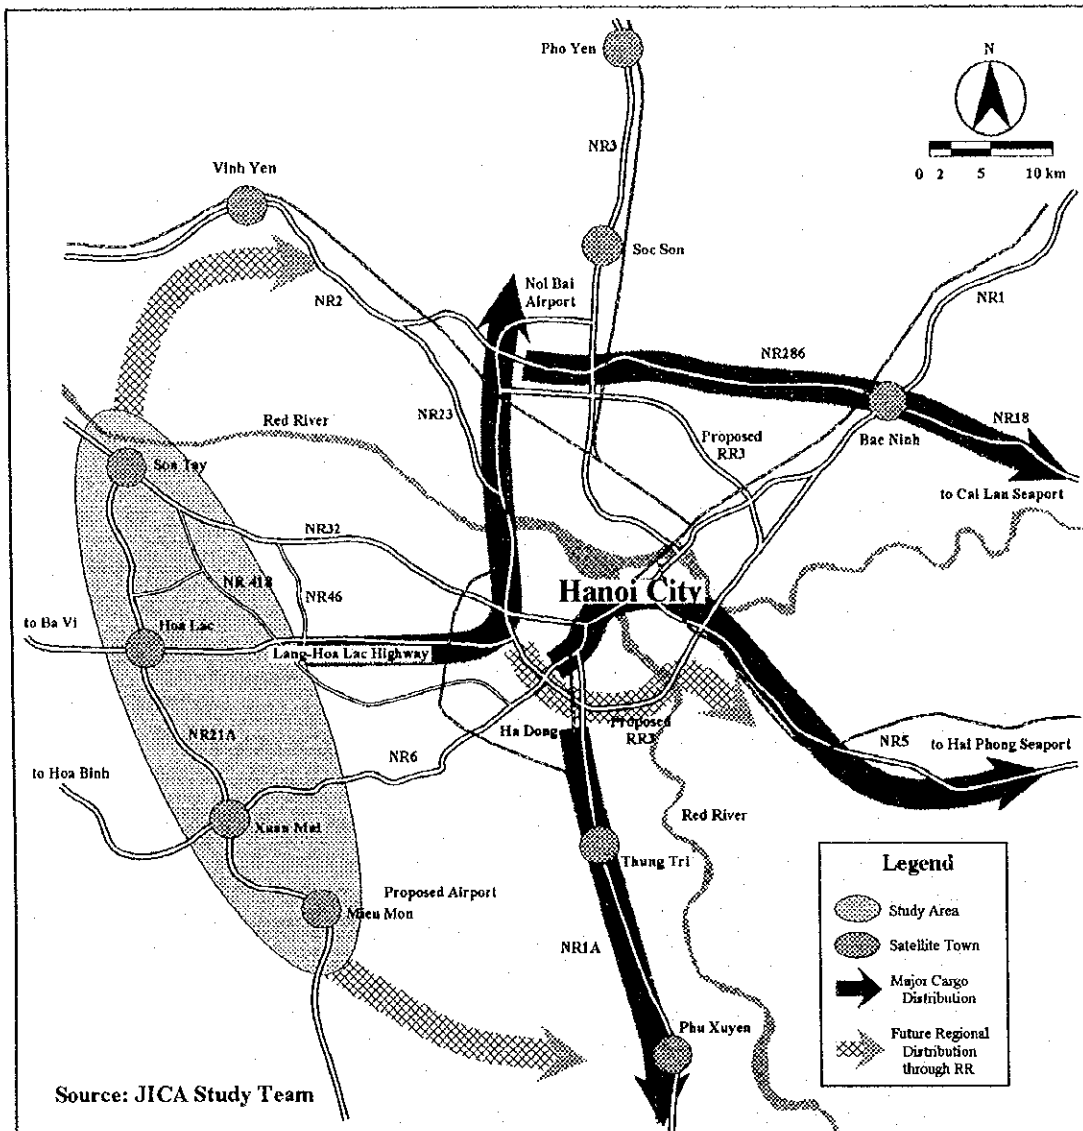 Pho Yen
N
NR3
0 2 5 10 km
Vinh Yen
Soc Son
Noi Bai
Airport
NR1
NR2
NR286
NR23
Red River
Proposed
RR3
NR18
Bac Ninh
Son Tay
to Cai Lan Seaport
NR32
NR 41B
Hanoi City
NR46
to Ba Vi
Hoa Lac
Lang-Hoa Lac Highway
NR21A
Ha Dong
Proposed
RR3
NR5
to Hai Phong Seaport
NR6
to Hoa Binh
Red River
Xuan Mai
Thung Tri
Legend
Proposed Airport
Mieu Mon
Study Area
Satellite Town
NR1A
Major Cargo
Distribution
Phu Xuyen
Future Regional
Distribution
through RR
Source: JICA Study Team